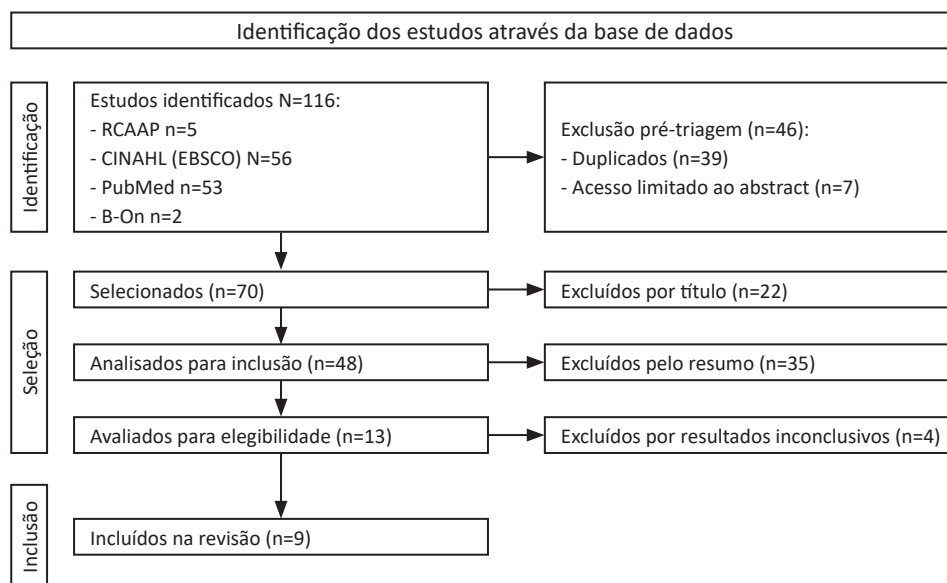 Identificação dos estudos através da base de dados
Identificação
Estudos identificados N=116:
- RCAAP n=5
- CINAHL (EBSCO) N=56
- PubMed n=53
- B-On n=2
Exclusão pré-triagem (n=46):
- Duplicados (n=39)
- Acesso limitado ao abstract (n=7)
Seleção
Selecionados (n=70)
Excluídos por título (n=22)
Analisados para inclusão (n=48)
Excluídos pelo resumo (n=35)
Avaliados para elegibilidade (n=13)
Excluídos por resultados inconclusivos (n=4)
Inclusão
Incluídos na revisão (n=9)